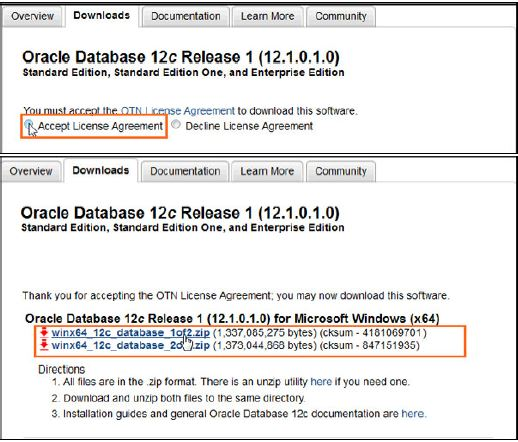 Overview Downloads Documentation Learn More Community
Oracle Database 12c Release 1 (12.1.0.1.0)
Standard Edition, Standard Edition One, and Enterprise Edition
You must accept the OTN License Agreement to download this software.
Accept License Agreement Decline License Agreement
Overview Downloads Documentation Learn More Community
Oracle Database 12c Release 1 (12.1.0.1.0)
Standard Edition, Standard Edition One, and Enterprise Edition
Thank you for accepting the OTN License Agreement; you may now download this software.
Oracle Database 12c Release 1 (12.1.0.1.0) for Microsoft Windows (x64)
winx64_12c_database_1of2.zip (1,337,085,275 bytes) (cksum - 4181069701)
winx64_12c_database_2of2.zip (1,373,044,868 bytes) (cksum - 847151935)
Directions
1. All files are in the .zip format. There is an unzip utility here if you need one.
2. Download and unzip both files to the same directory.
3. Installation guides and general Oracle Database 12c documentation are here.